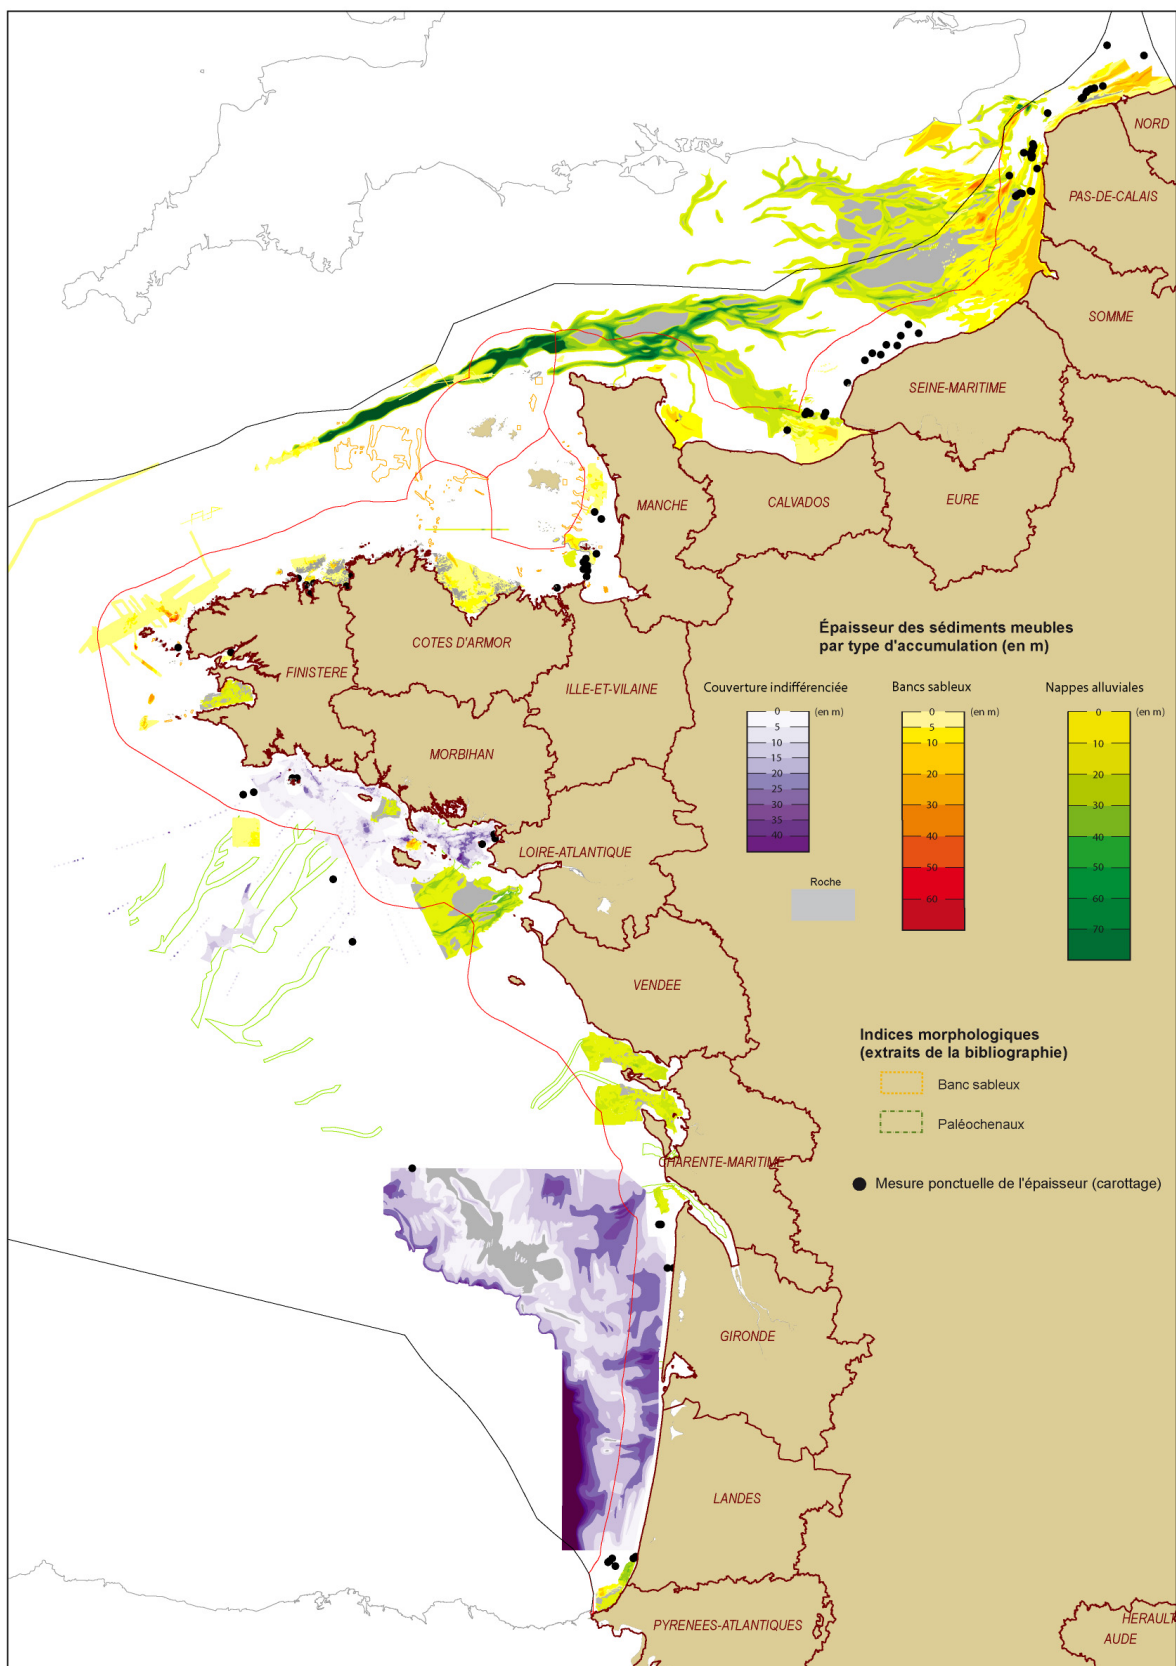 NORD
PAS-DE-CALAIS
SOMME
SEINE-MARITIME
EURE
CALVADOS
MANCHE
COTES D'ARMOR
FINISTERE
ILLE-ET-VILAINE
MORBIHAN
LOIRE-ATLANTIQUE
VENDEE
CHARENTE-MARITIME
GIRONDE
LANDES
PYRENEES-ATLANTIQUES
HERAULT
AUDE
Épaisseur des sédiments meubles
par type d'accumulation (en m)
Couverture indifférenciée
0 (en m)
5
10
15
20
25
30
35
40
Roche
Bancs sableux
0 (en m)
5
10
20
30
40
50
60
Nappes alluviales
0 (en m)
10
20
30
40
50
60
70
Indices morphologiques
(extraits de la bibliographie)
Banc sableux
Paléochenaux
Mesure ponctuelle de l'épaisseur (carottage)